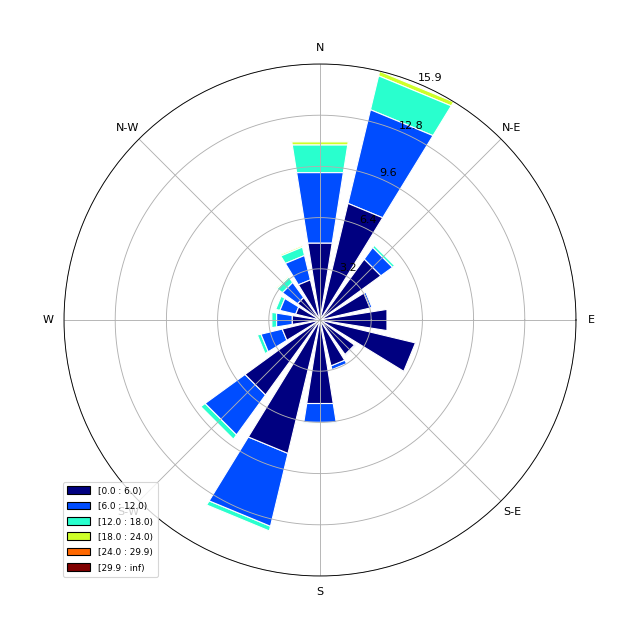 N
15.9
N-W
N-E
12.8
9.6
6.4
3.2
W
E
[0.0 : 6.0)
[6.0 : 12.0)
S-W
S-E
[12.0 : 18.0)
[18.0 : 24.0)
[24.0 : 29.9)
[29.9 : inf)
S